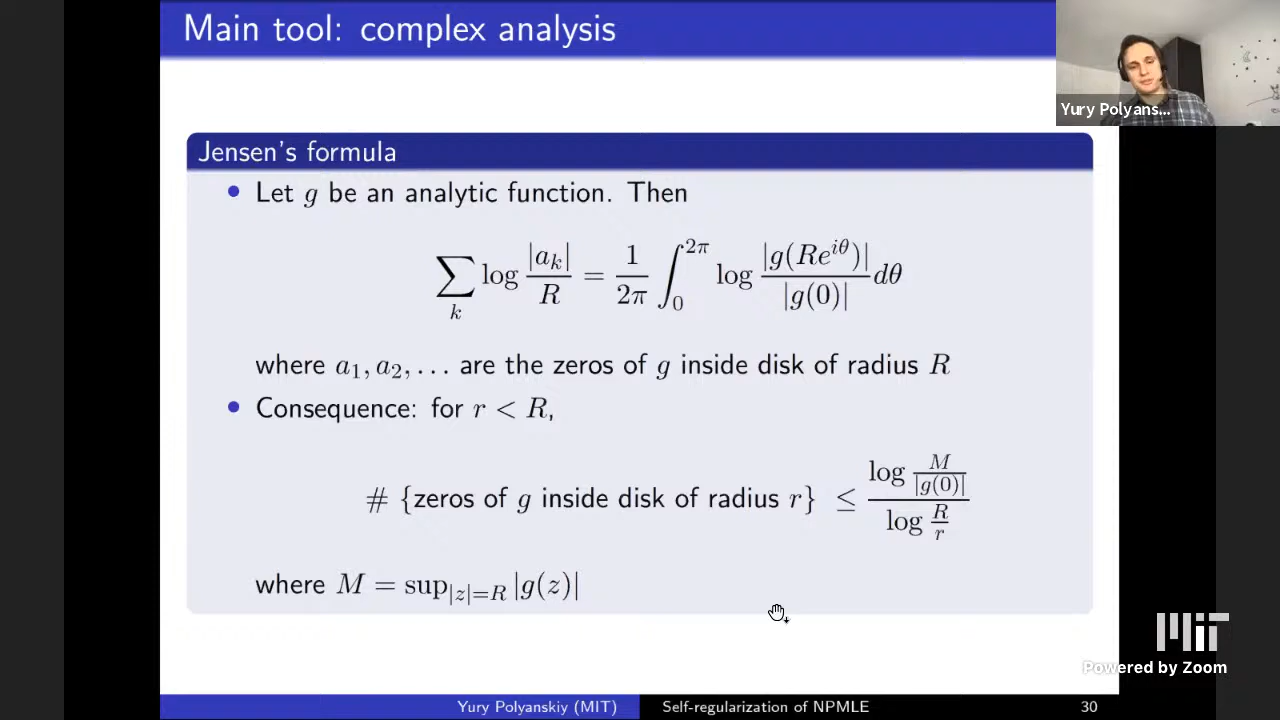 Main tool: complex analysis
Yury Polyans...
Jensen's formula
• Let g be an analytic function. Then
∑_k log |a_k|/R = 1/2π ∫_0^{2π} log |g(Re^{iθ})|/|g(0)| dθ
where a_1, a_2, . . . are the zeros of g inside disk of radius R
• Consequence: for r < R,
# {zeros of g inside disk of radius r} ≤ log M/|g(0)| / log R/r
where M = sup_{|z|=R} |g(z)|
MIT
Powered by Zoom
Yury Polyanskiy (MIT) Self-regularization of NPMLE 30